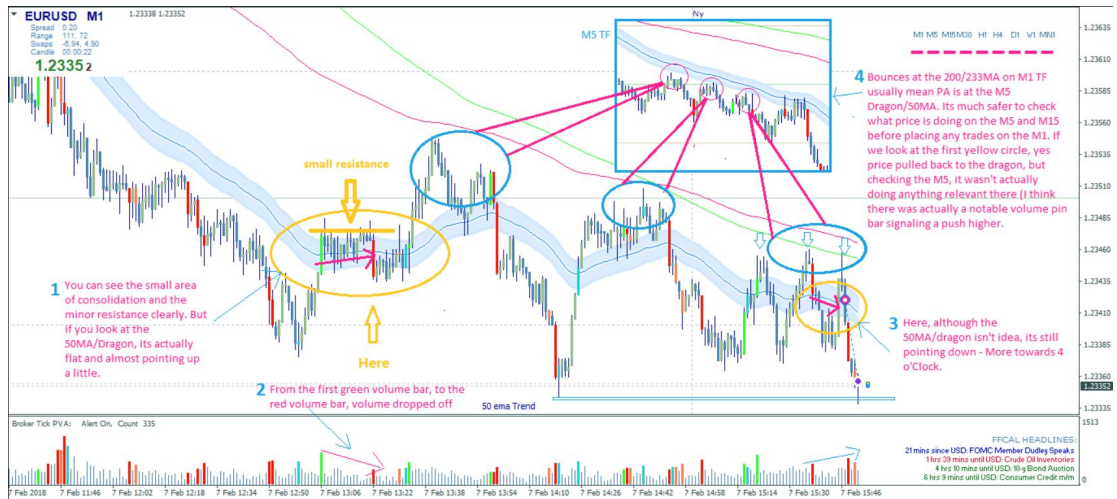 EURUSD M1
1.23338 1.23352
Spread 0.20
Range 111, 72
Swaps -6.94, 4.90
Candle 00:00:22
1.2335 2
Ny
M5 TF
M1 M5 M15 M30 H1 H4 D1 W1 MN1
4 Bounces at the 200/233MA on M1 TF
usually mean PA is at the M5
Dragon/50MA. Its much safer to check
what price is doing on the M5 and M15
before placing any trades on the M1. If
we look at the first yellow circle, yes
price pulled back to the dragon, but
checking the M5, it wasn't actually
doing anything relevant there (I think
there was actually a notable volume pin
bar signaling a push higher.
small resistance
1 You can see the small area
of consolidation and the
minor resistance clearly. But
if you look at the
50MA/Dragon, its actually
flat and almost pointing up
a little.
Here
3 Here, although the
50MA/dragon isn't idea, its still
pointing down - More towards 4
o'Clock.
2 From the first green volume bar, to the
red volume bar, volume dropped off
50 ema Trend
1.23635
1.23610
1.23585
1.23560
1.23535
1.23510
1.23485
1.23460
1.23435
1.23410
1.23385
1.23360
1.23352
1.23335
Broker Tick PVA: Alert On, Count 335
1513
0
FFCAL HEADLINES:
21 mins since USD: FOMC Member Dudley Speaks
1 hrs 39 mins until USD: Crude Oil Inventories
4 hrs 10 mins until USD: 10-y Bond Auction
6 hrs 9 mins until USD: Consumer Credit m/m
7 Feb 2018 7 Feb 11:46 7 Feb 12:02 7 Feb 12:18 7 Feb 12:34 7 Feb 12:50 7 Feb 13:06 7 Feb 13:22 7 Feb 13:38 7 Feb 13:54 7 Feb 14:10 7 Feb 14:26 7 Feb 14:42 7 Feb 14:58 7 Feb 15:14 7 Feb 15:30 7 Feb 15:46